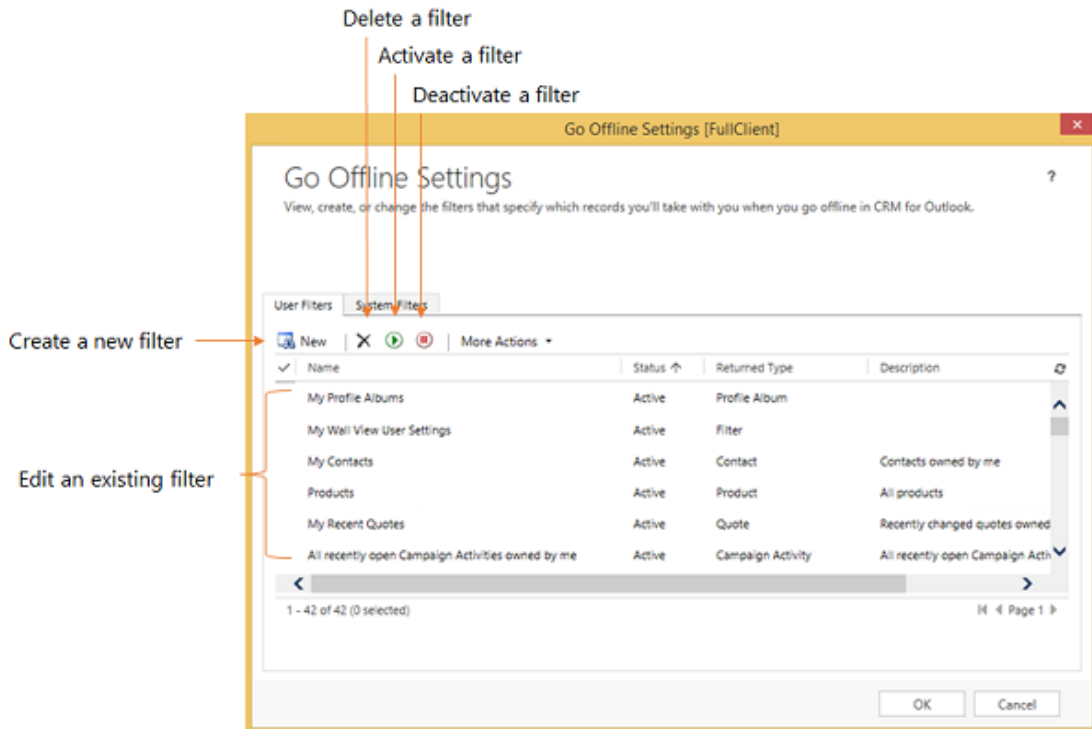 Delete a filter
Activate a filter
Deactivate a filter
Go Offline Settings [FullClient]
Go Offline Settings
?
View, create, or change the filters that specify which records you'll take with you when you go offline in CRM for Outlook.
User Filters System Filters
Create a new filter
New More Actions
Name Status Returned Type Description
My Profile Albums Active Profile Album
My Wall View User Settings Active Filter
My Contacts Active Contact Contacts owned by me
Edit an existing filter
Products Active Product All products
My Recent Quotes Active Quote Recently changed quotes owned
All recently open Campaign Activities owned by me Active Campaign Activity All recently open Campaign Activ
1 - 42 of 42 (0 selected) Page 1
OK Cancel